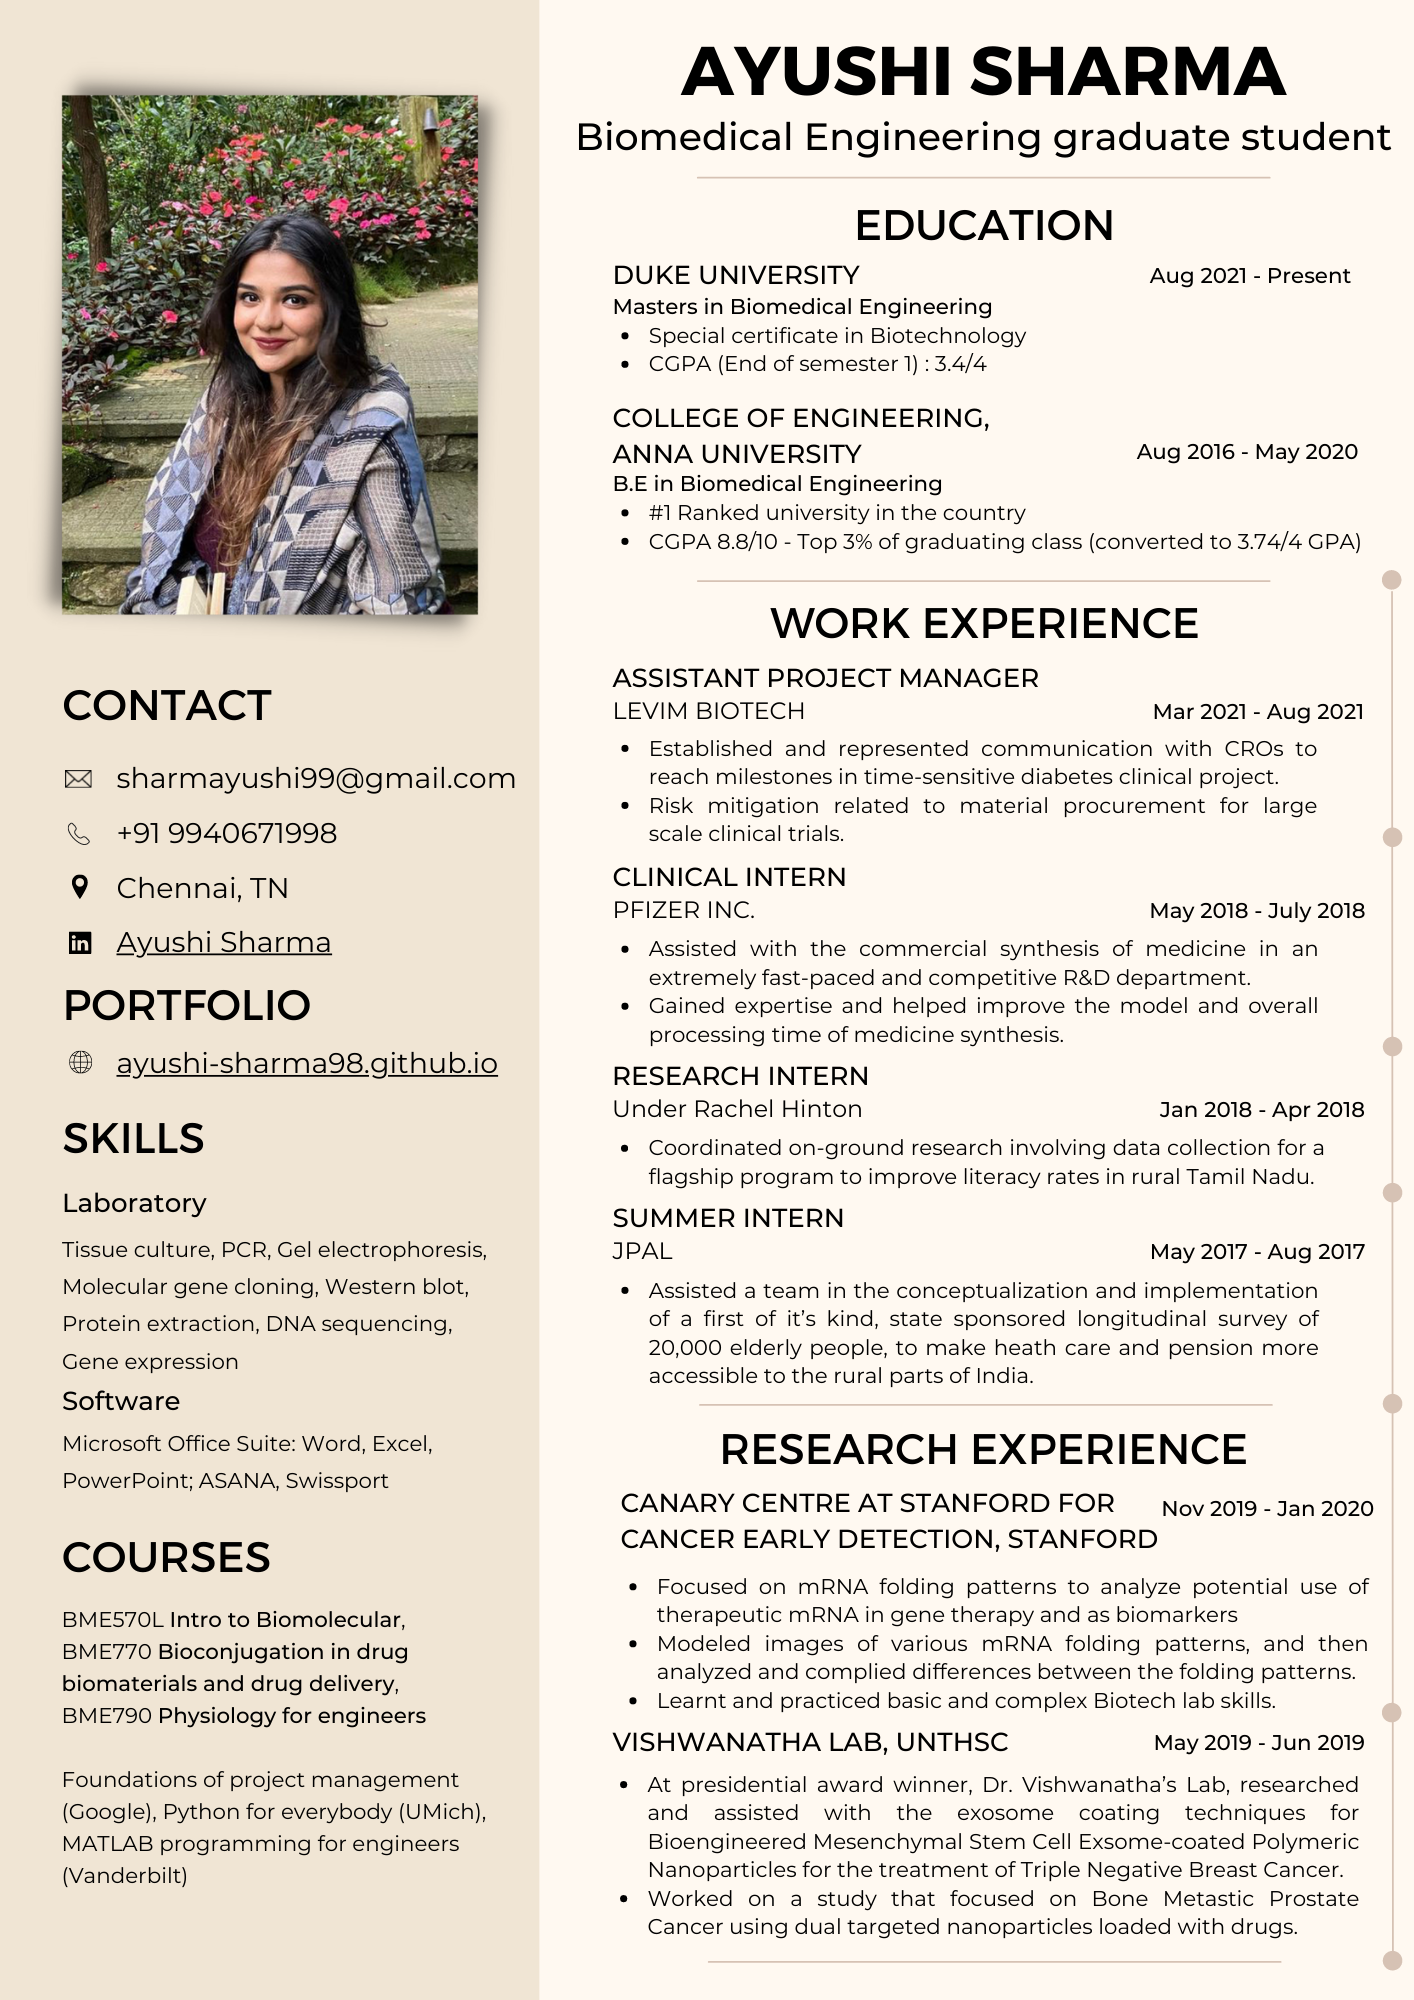 AYUSHI SHARMA
Biomedical Engineering graduate student
EDUCATION
DUKE UNIVERSITY
Aug 2021 - Present
Masters in Biomedical Engineering
• Special certificate in Biotechnology
• CGPA (End of semester 1) : 3.4/4
COLLEGE OF ENGINEERING,
ANNA UNIVERSITY
Aug 2016 - May 2020
B.E in Biomedical Engineering
• #1 Ranked university in the country
• CGPA 8.8/10 - Top 3% of graduating class (converted to 3.74/4 GPA)
WORK EXPERIENCE
ASSISTANT PROJECT MANAGER
LEVIM BIOTECH
Mar 2021 - Aug 2021
• Established and represented communication with CROs to
reach milestones in time-sensitive diabetes clinical project.
• Risk mitigation related to material procurement for large
scale clinical trials.
CLINICAL INTERN
PFIZER INC.
May 2018 - July 2018
• Assisted with the commercial synthesis of medicine in an
extremely fast-paced and competitive R&D department.
• Gained expertise and helped improve the model and overall
processing time of medicine synthesis.
RESEARCH INTERN
Under Rachel Hinton
Jan 2018 - Apr 2018
• Coordinated on-ground research involving data collection for a
flagship program to improve literacy rates in rural Tamil Nadu.
SUMMER INTERN
JPAL
May 2017 - Aug 2017
• Assisted a team in the conceptualization and implementation
of a first of it’s kind, state sponsored longitudinal survey of
20,000 elderly people, to make heath care and pension more
accessible to the rural parts of India.
RESEARCH EXPERIENCE
CANARY CENTRE AT STANFORD FOR
CANCER EARLY DETECTION, STANFORD
Nov 2019 - Jan 2020
• Focused on mRNA folding patterns to analyze potential use of
therapeutic mRNA in gene therapy and as biomarkers
• Modeled images of various mRNA folding patterns, and then
analyzed and complied differences between the folding patterns.
• Learnt and practiced basic and complex Biotech lab skills.
VISHWANATHA LAB, UNTHSC
May 2019 - Jun 2019
• At presidential award winner, Dr. Vishwanatha’s Lab, researched
and assisted with the exosome coating techniques for
Bioengineered Mesenchymal Stem Cell Exsome-coated Polymeric
Nanoparticles for the treatment of Triple Negative Breast Cancer.
• Worked on a study that focused on Bone Metastic Prostate
Cancer using dual targeted nanoparticles loaded with drugs.
CONTACT
sharmayushi99@gmail.com
+91 9940671998
Chennai, TN
in
Ayushi Sharma
PORTFOLIO
ayushi-sharma98.github.io
SKILLS
Laboratory
Tissue culture, PCR, Gel electrophoresis,
Molecular gene cloning, Western blot,
Protein extraction, DNA sequencing,
Gene expression
Software
Microsoft Office Suite: Word, Excel,
PowerPoint; ASANA, Swissport
COURSES
BME570L Intro to Biomolecular,
BME770 Bioconjugation in drug
biomaterials and drug delivery,
BME790 Physiology for engineers
Foundations of project management
(Google), Python for everybody (UMich),
MATLAB programming for engineers
(Vanderbilt)